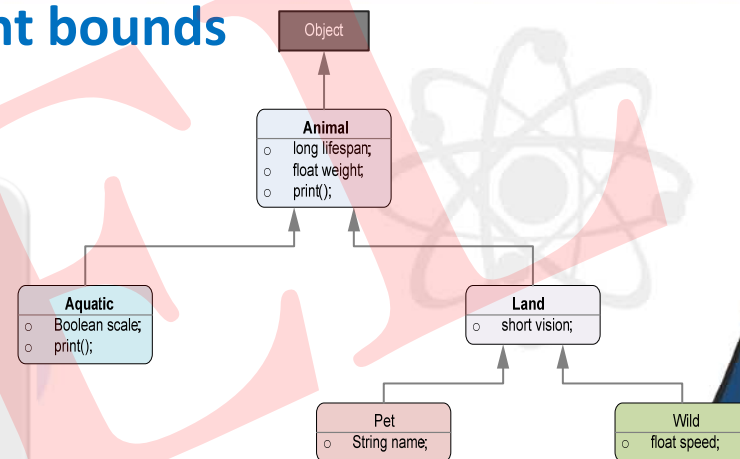 nt bounds
Object
Animal
○ long lifespan;
○ float weight;
○ print();
Aquatic
○ Boolean scale;
○ print();
Land
○ short vision;
Pet
○ String name;
Wild
○ float speed;